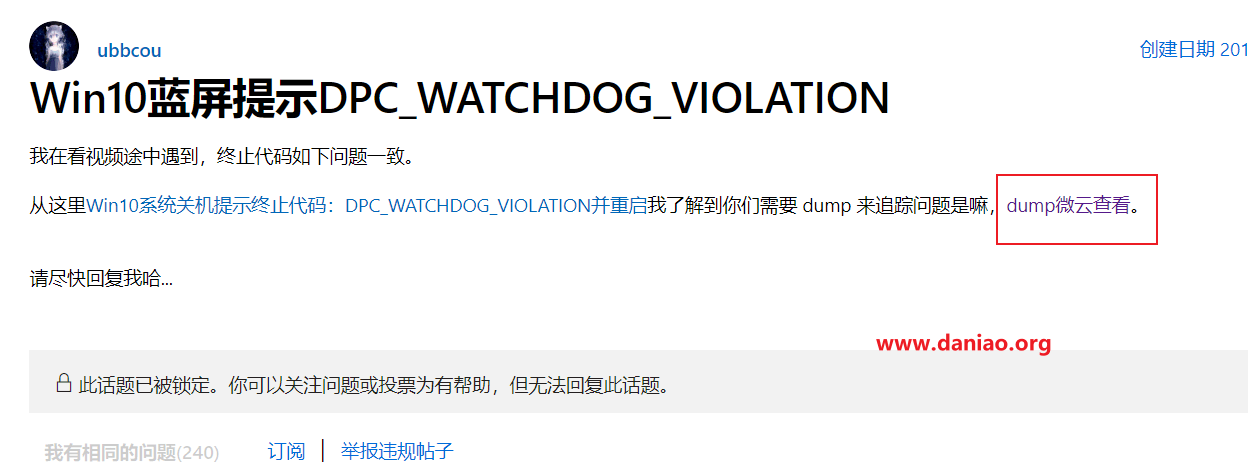 ubbcou
创建日期 201
Win10蓝屏提示DPC_WATCHDOG_VIOLATION
我在看视频途中遇到，终止代码如下问题一致。
从这里Win10系统关机提示终止代码：DPC_WATCHDOG_VIOLATION并重启我了解到你们需要 dump 来追踪问题是嘛，dump微云查看。
请尽快回复我哈...
www.daniao.org
此话题已被锁定。你可以关注问题或投票为有帮助，但无法回复此话题。
我有相同的问题(240) 订阅 | 举报违规帖子